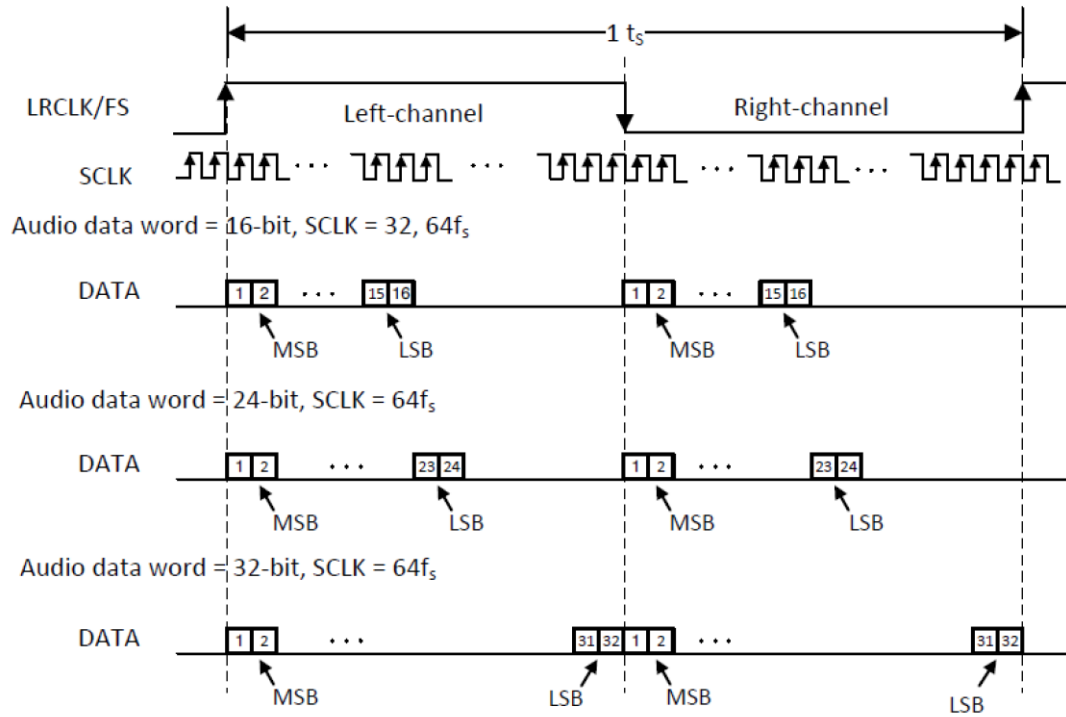 1 tₛ
LRCLK/FS Left-channel Right-channel
SCLK
Audio data word = 16-bit, SCLK = 32, 64fₛ
DATA 1 2 15 16 1 2 15 16
MSB LSB MSB LSB
Audio data word = 24-bit, SCLK = 64fₛ
DATA 1 2 23 24 1 2 23 24
MSB LSB MSB LSB
Audio data word = 32-bit, SCLK = 64fₛ
DATA 1 2 31 32 1 2 31 32
MSB LSB MSB LSB